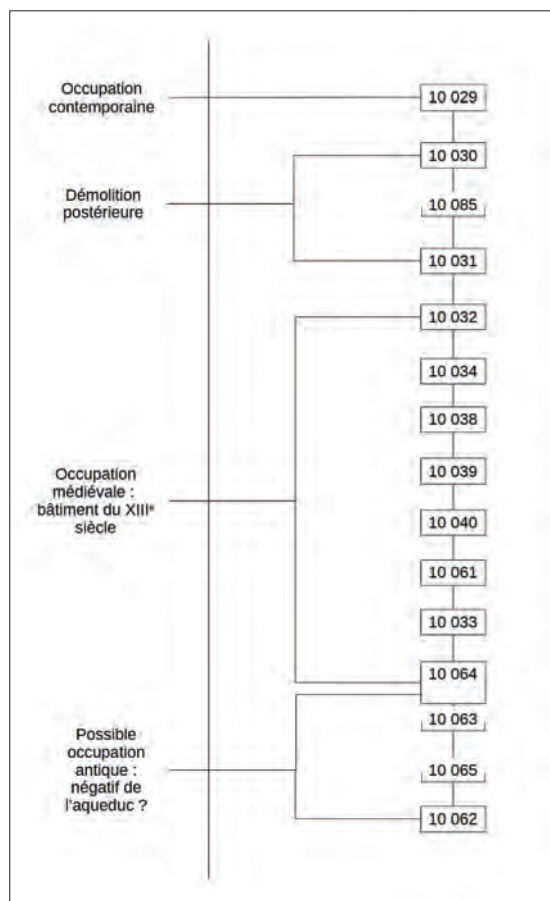 Occupation
contemporaine
10 029
10 030
Démolition
postérieure
10 085
10 031
10 032
10 034
10 038
10 039
Occupation
médiévale :
bâtiment du XIIIᵉ
siècle
10 040
10 061
10 033
10 064
10 063
Possible
occupation
antique :
négatif de
l'aqueduc ?
10 065
10 062